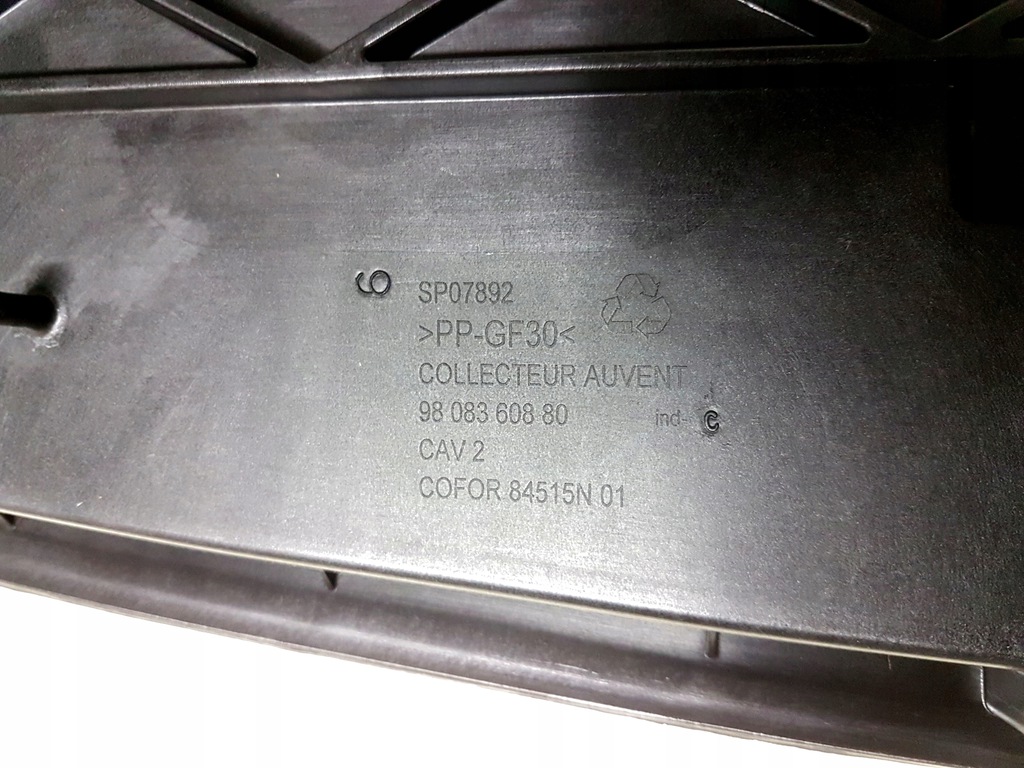 6
SP07892
>PP-GF30<
COLLECTEUR AUVENT
98 083 608 80 ind- C
CAV 2
COFOR 84515N 01